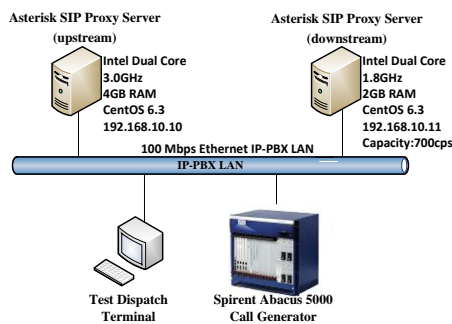 Asterisk SIP Proxy Server
(upstream)
Intel Dual Core
3.0GHz
4GB RAM
CentOS 6.3
192.168.10.10
Asterisk SIP Proxy Server
(downstream)
Intel Dual Core
1.8GHz
2GB RAM
CentOS 6.3
192.168.10.11
Capacity:700cps
100 Mbps Ethernet IP-PBX LAN
IP-PBX LAN
Test Dispatch
Terminal
Spirent Abacus 5000
Call Generator